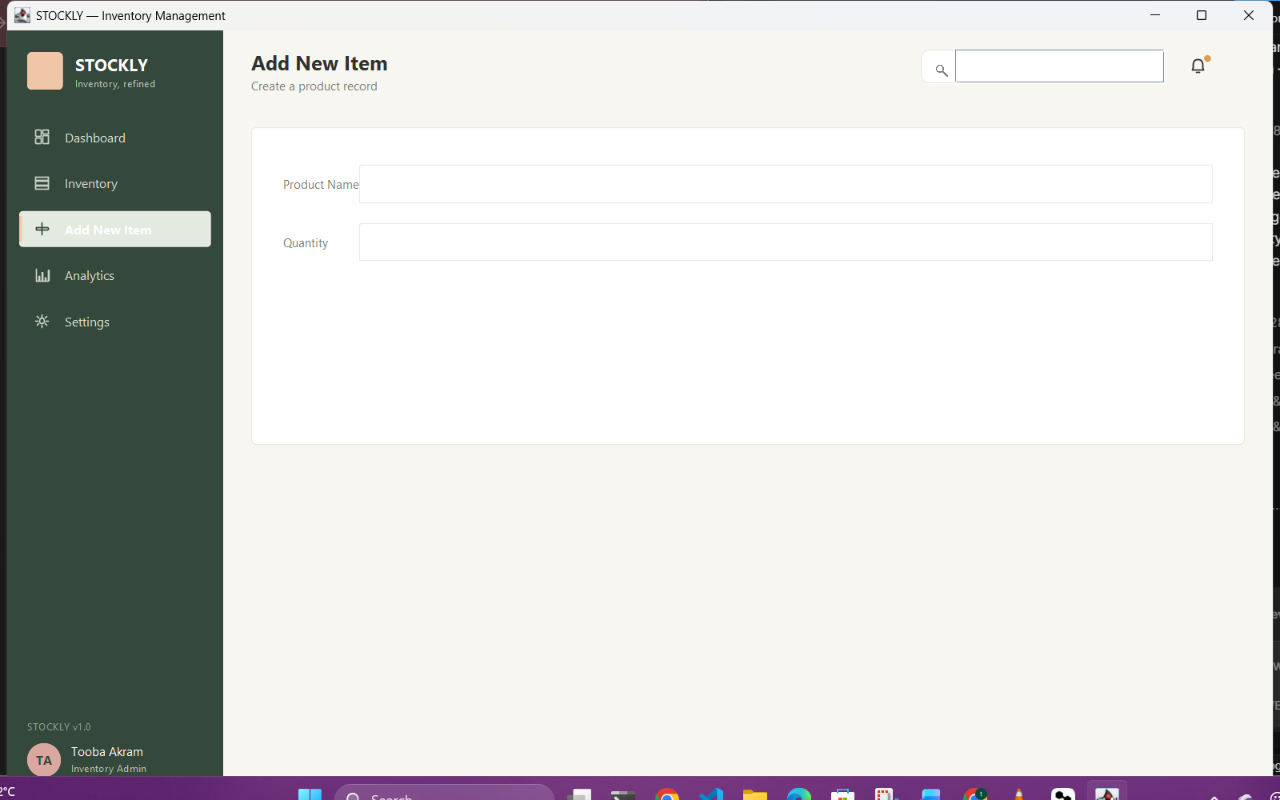 STOCKLY — Inventory Management
STOCKLY
Inventory, refined
Dashboard
Inventory
Add New Item
Analytics
Settings
STOCKLY v1.0
TA
Tooba Akram
Inventory Admin
Add New Item
Create a product record
Product Name
Quantity
2°C
Search